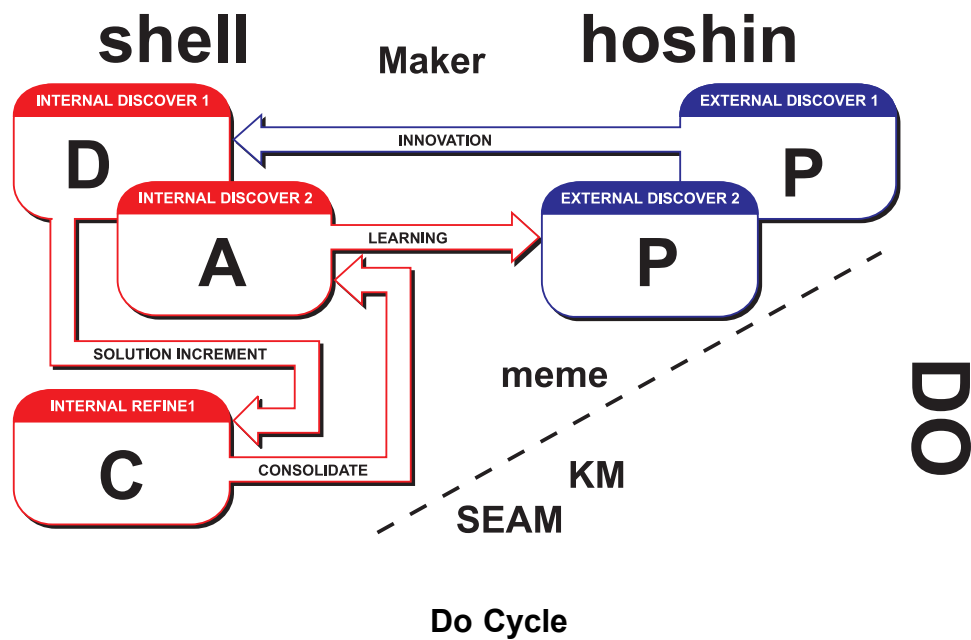 shell
hoshin
Maker
INTERNAL DISCOVER 1
EXTERNAL DISCOVER 1
D
INNOVATION
P
INTERNAL DISCOVER 2
EXTERNAL DISCOVER 2
A
LEARNING
P
SOLUTION INCREMENT
meme
DO
INTERNAL REFINE1
C
CONSOLIDATE
KM
SEAM
Do Cycle